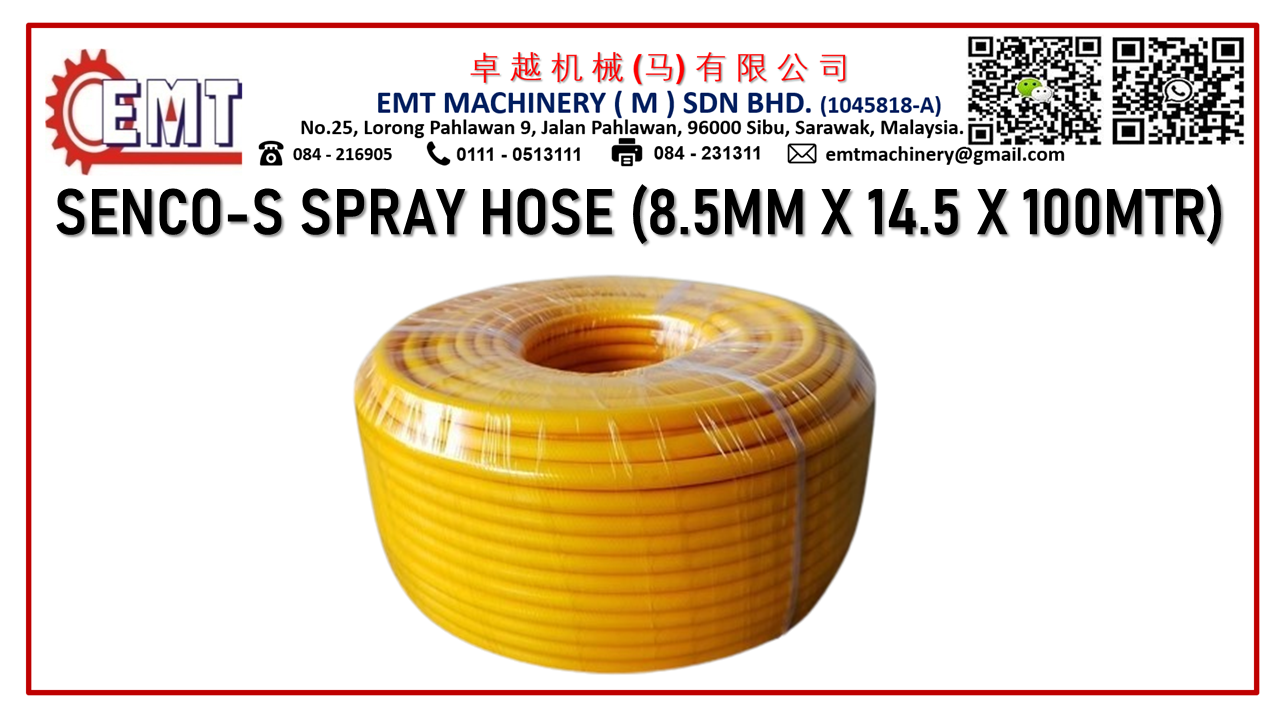 EMT
卓越机械(马)有限公司
EMT MACHINERY ( M ) SDN BHD. (1045818-A)
No.25, Lorong Pahlawan 9, Jalan Pahlawan, 96000 Sibu, Sarawak, Malaysia.
084 - 216905 0111 - 0513111 084 - 231311 emtmachinery@gmail.com
SENCO-S SPRAY HOSE (8.5MM X 14.5 X 100MTR)